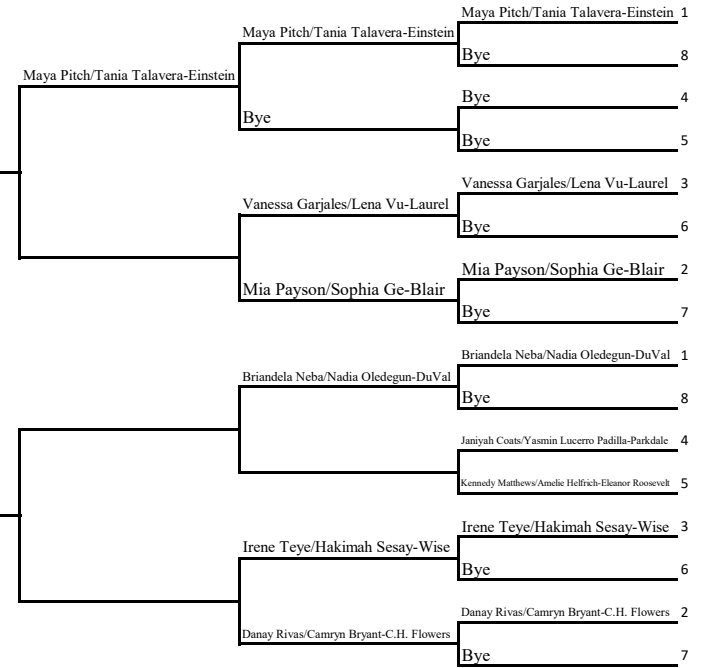 Maya Pitch/Tania Talavera-Einstein 1
Maya Pitch/Tania Talavera-Einstein
Bye 8
Maya Pitch/Tania Talavera-Einstein
Bye 4
Bye
Bye 5
Vanessa Garjales/Lena Vu-Laurel 3
Vanessa Garjales/Lena Vu-Laurel
Bye 6
Mia Payson/Sophia Ge-Blair 2
Mia Payson/Sophia Ge-Blair
Bye 7
Briandela Neba/Nadia Oledegun-DuVal 1
Briandela Neba/Nadia Oledegun-DuVal
Bye 8
Janiyah Coats/Yasmin Lucerro Padilla-Parkdale 4
Kennedy Matthews/Amelie Helfrich-Eleanor Roosevelt 5
Irene Teye/Hakimah Sesay-Wise 3
Irene Teye/Hakimah Sesay-Wise
Bye 6
Danay Rivas/Camryn Bryant-C.H. Flowers 2
Danay Rivas/Camryn Bryant-C.H. Flowers
Bye 7